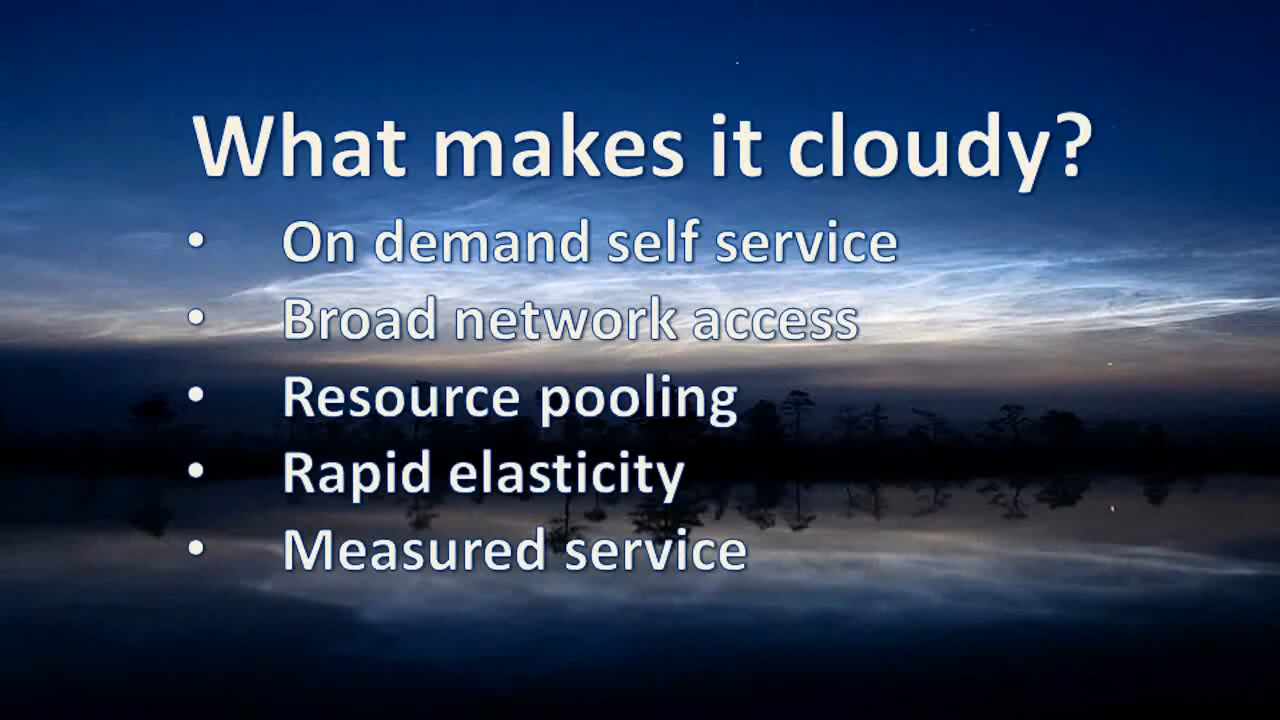 What makes it cloudy?
• On demand self service
• Broad network access
• Resource pooling
• Rapid elasticity
• Measured service